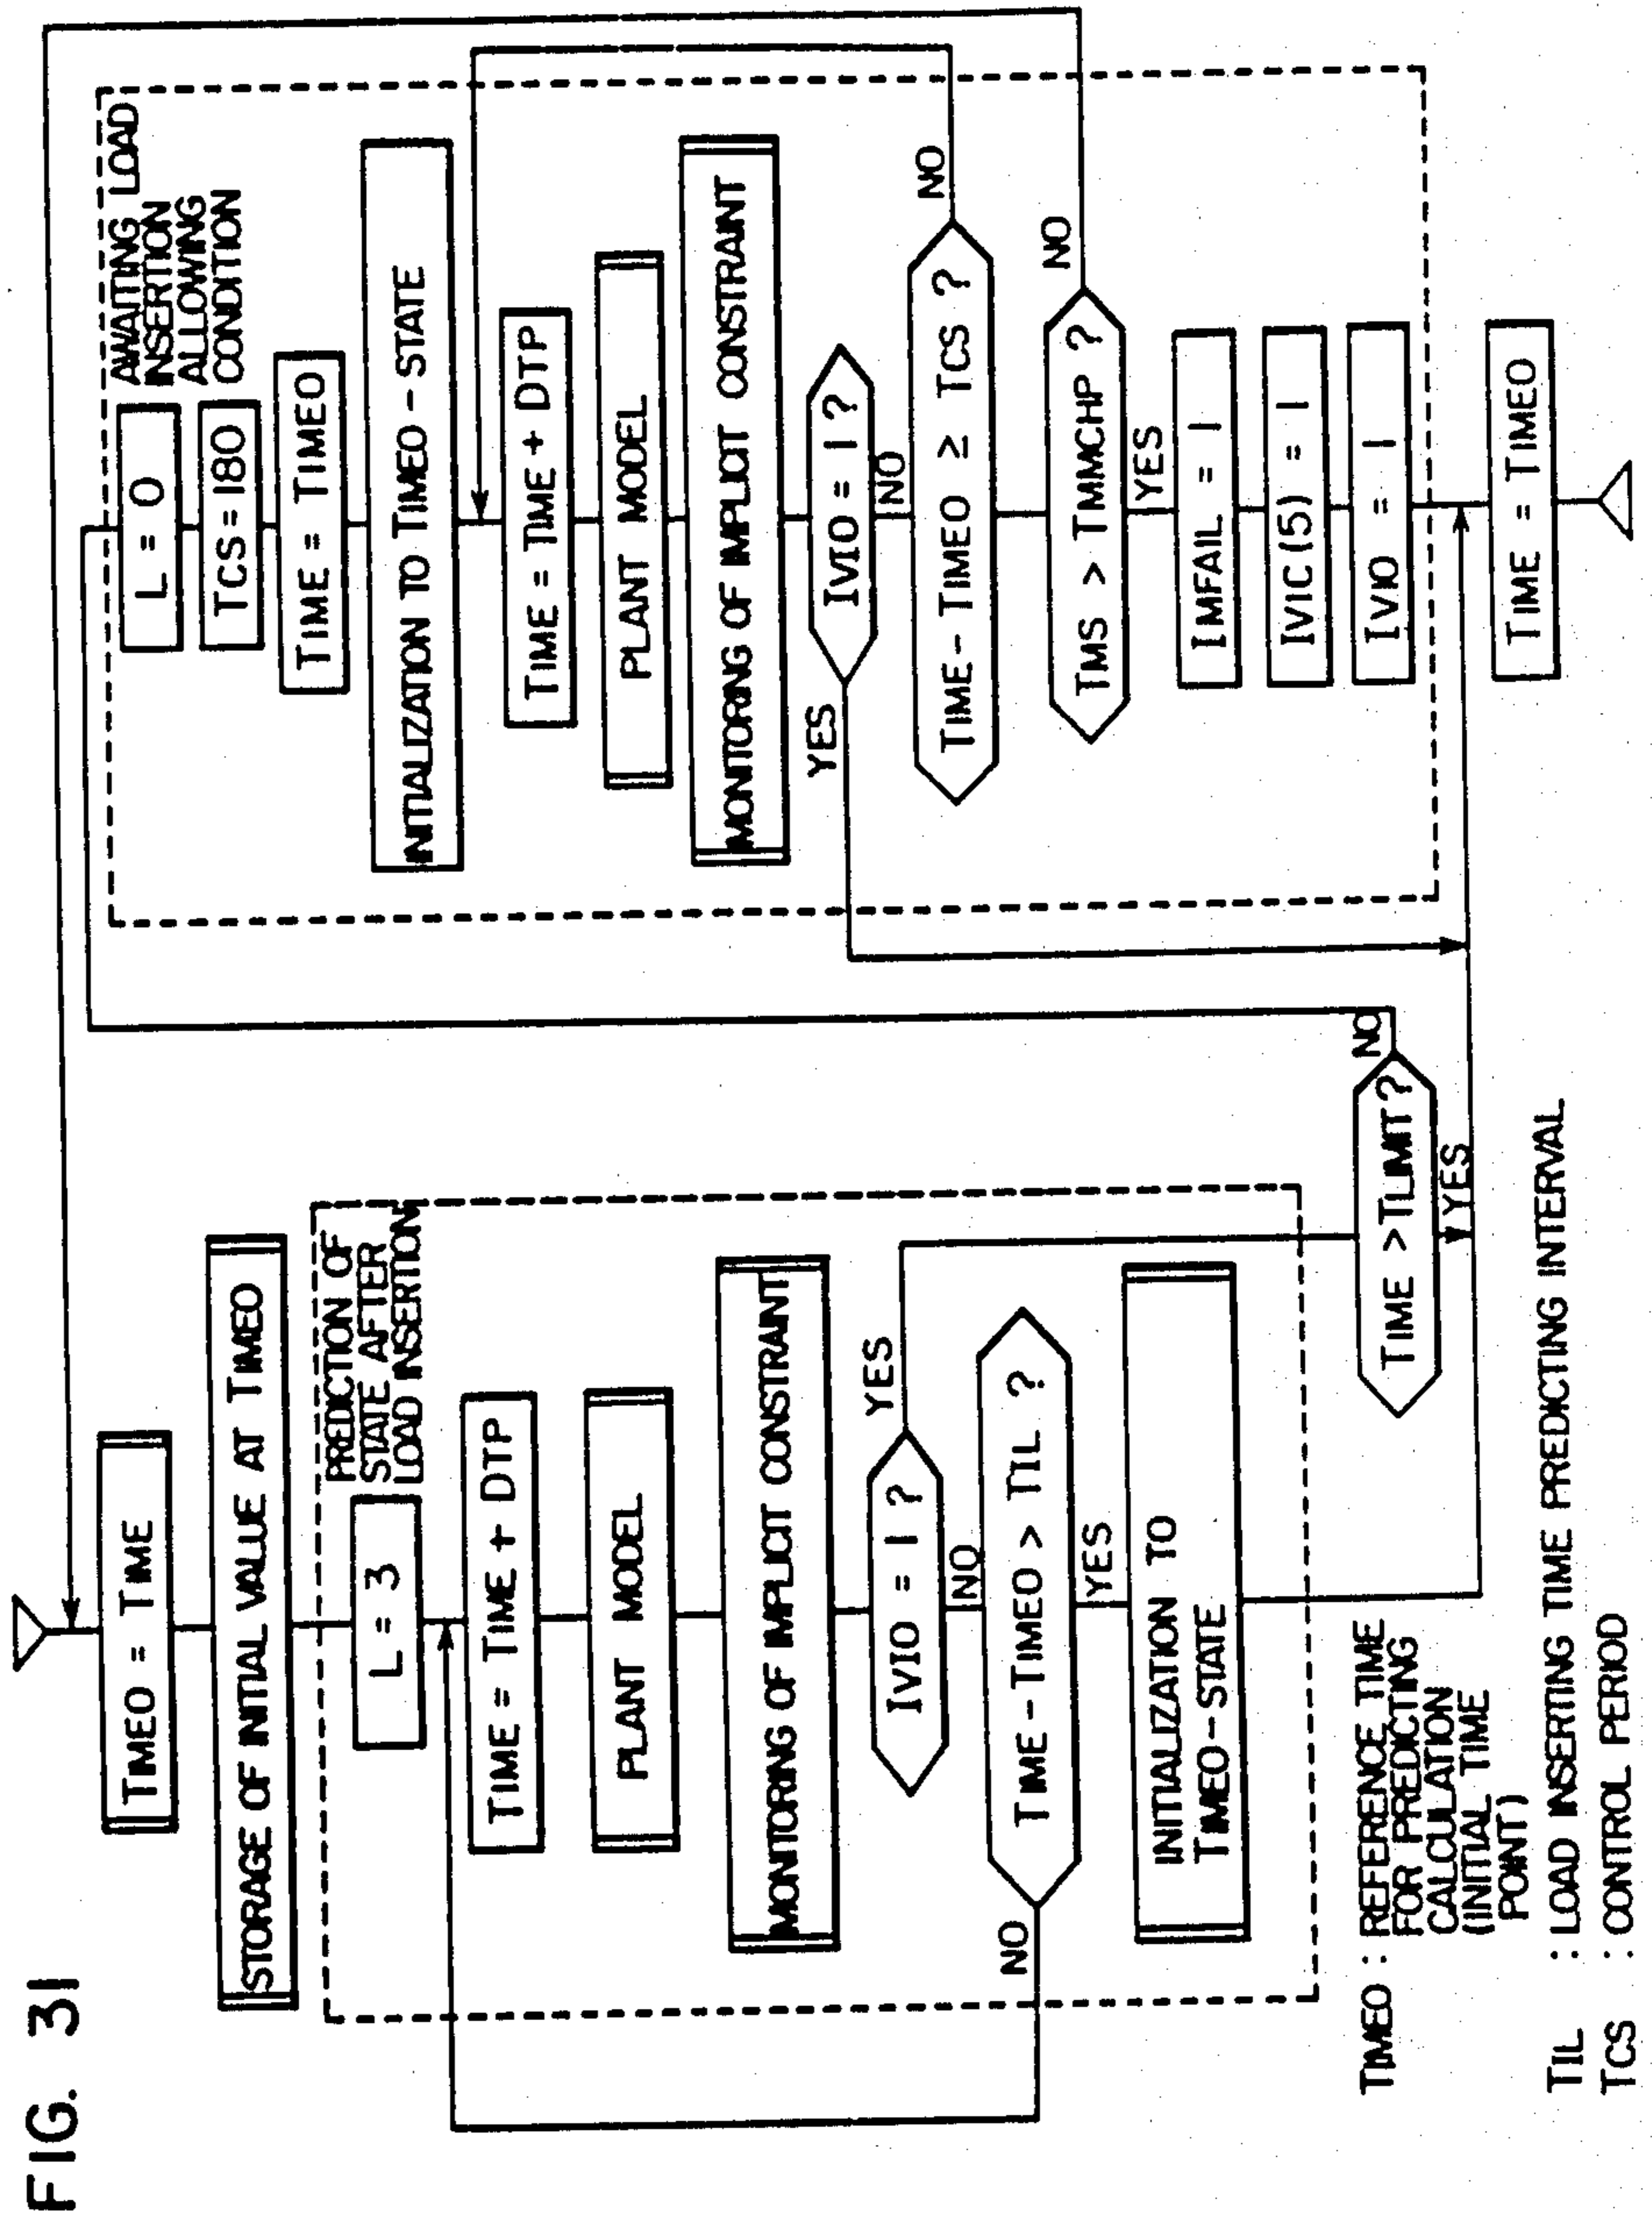 FIG. 31
TIMEO = TIME
STORAGE OF INITIAL VALUE AT TIMEO
PREDICTION OF
STATE AFTER
LOAD INSERTION
L = 3
TIME = TIME + DTP
PLANT MODEL
MONITORING OF IMPLICIT CONSTRAINT
IVIO = 1 ?
YES
NO
TIME-TIMEO > TIL ?
NO
YES
INITIALIZATION TO
TIMEO-STATE
TIME > TLIMIT?
NO
YES
AWAITING LOAD
INSERTION
ALLOWING
CONDITION
L = 0
TCS = 180
TIME = TIMEO
INITIALIZATION TO TIMEO - STATE
TIME = TIME + DTP
PLANT MODEL
MONITORING OF IMPLICIT CONSTRAINT
IVIO = 1 ?
YES
NO
TIME - TIMEO ≥ TCS ?
NO
TMS > TMMCHP ?
NO
YES
IMFAIL = 1
IVIC (5) = 1
IVIO = 1
TIME = TIMEO
TIMEO : REFERENCE TIME
FOR PREDICTING
CALCULATION
(INITIAL TIME
POINT)
TIL : LOAD INSERTING TIME PREDICTING INTERVAL
TCS : CONTROL PERIOD